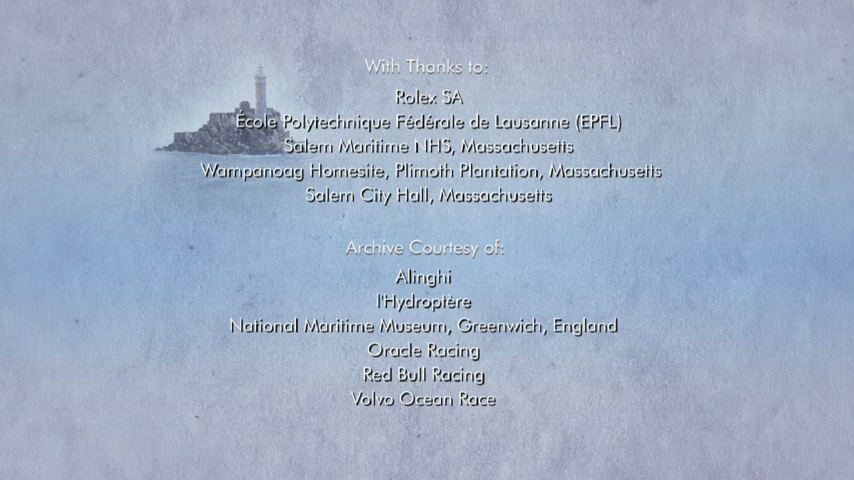 With Thanks to:
Rolex SA
École Polytechnique Fédérale de Lausanne (EPFL)
Salem Maritime NHS, Massachusetts
Wampanoag Homesite, Plimoth Plantation, Massachusetts
Salem City Hall, Massachusetts
Archive Courtesy of:
Alinghi
l'Hydroptère
National Maritime Museum, Greenwich, England
Oracle Racing
Red Bull Racing
Volvo Ocean Race